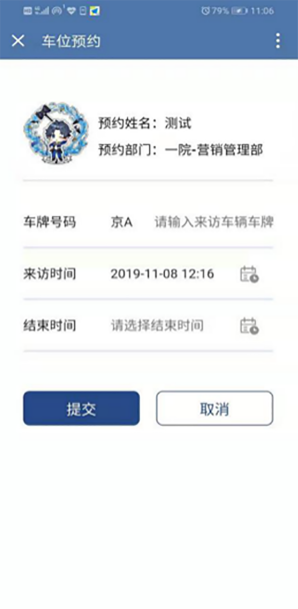 79% 11:06
车位预约
预约姓名：测试
预约部门：一院-营销管理部
车牌号码 京A 请输入来访车辆车牌
来访时间 2019-11-08 12:16
结束时间 请选择结束时间
提交 取消